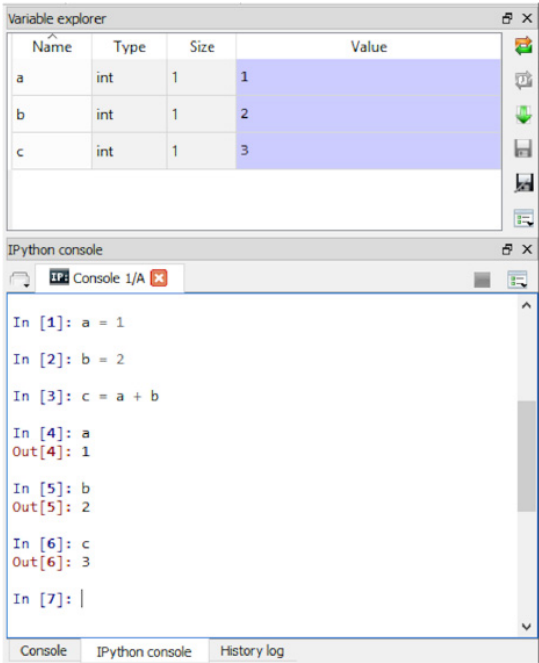 Variable explorer
Name Type Size Value
a int 1 1
b int 1 2
c int 1 3
IPython console
IP: Console 1/A
In [1]: a = 1
In [2]: b = 2
In [3]: c = a + b
In [4]: a
Out[4]: 1
In [5]: b
Out[5]: 2
In [6]: c
Out[6]: 3
In [7]:
Console IPython console History log